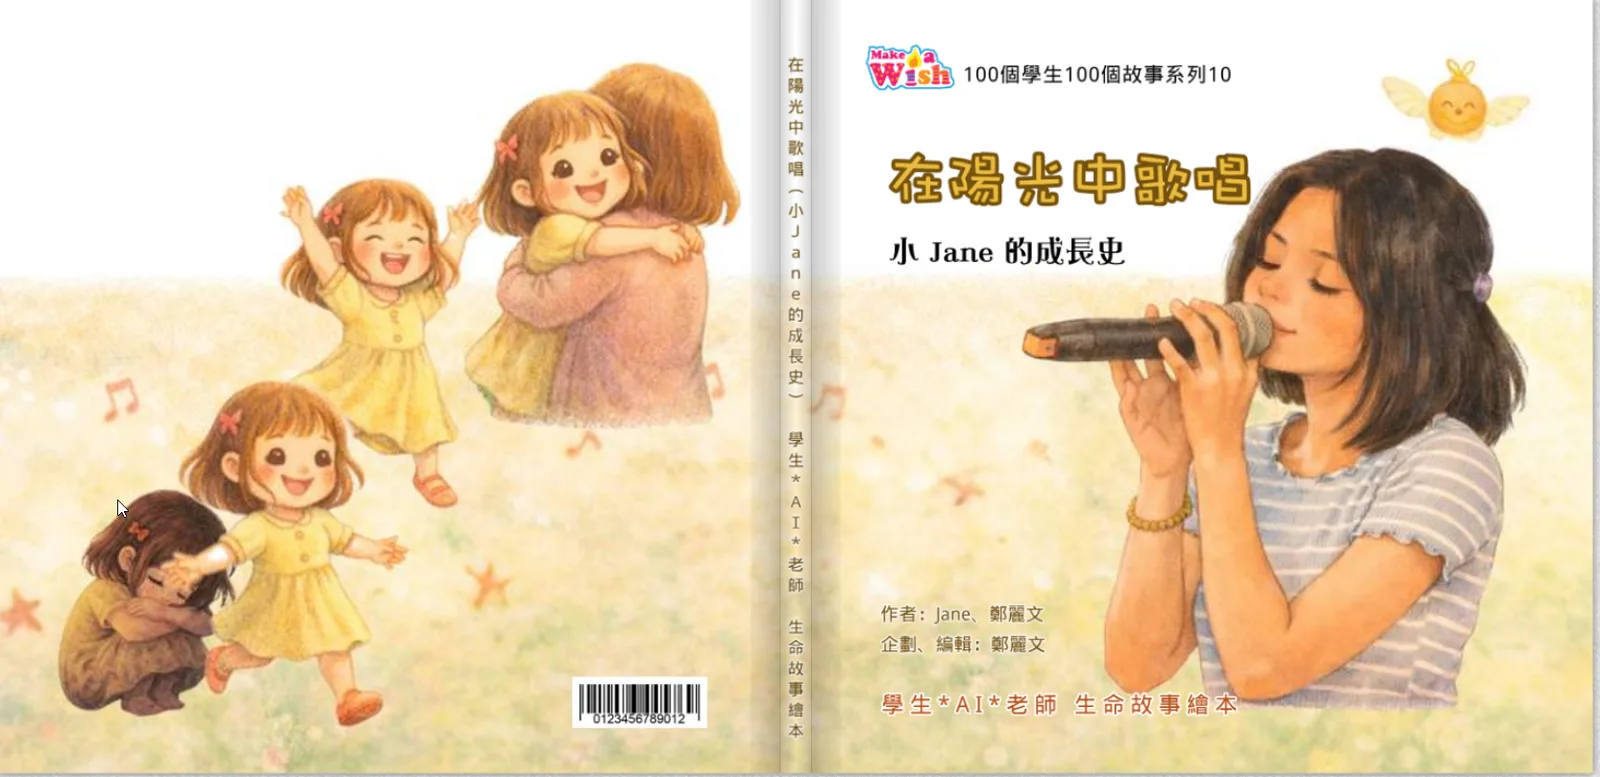 Make a Wish
100個學生100個故事系列10
在陽光中歌唱
小 Jane 的成長史
作者：Jane、鄭麗文
企劃、編輯：鄭麗文
學生*AI*老師 生命故事繪本
在陽光中歌唱（小Jane的成長史） 學生*AI*老師 生命故事繪本
0123456789012